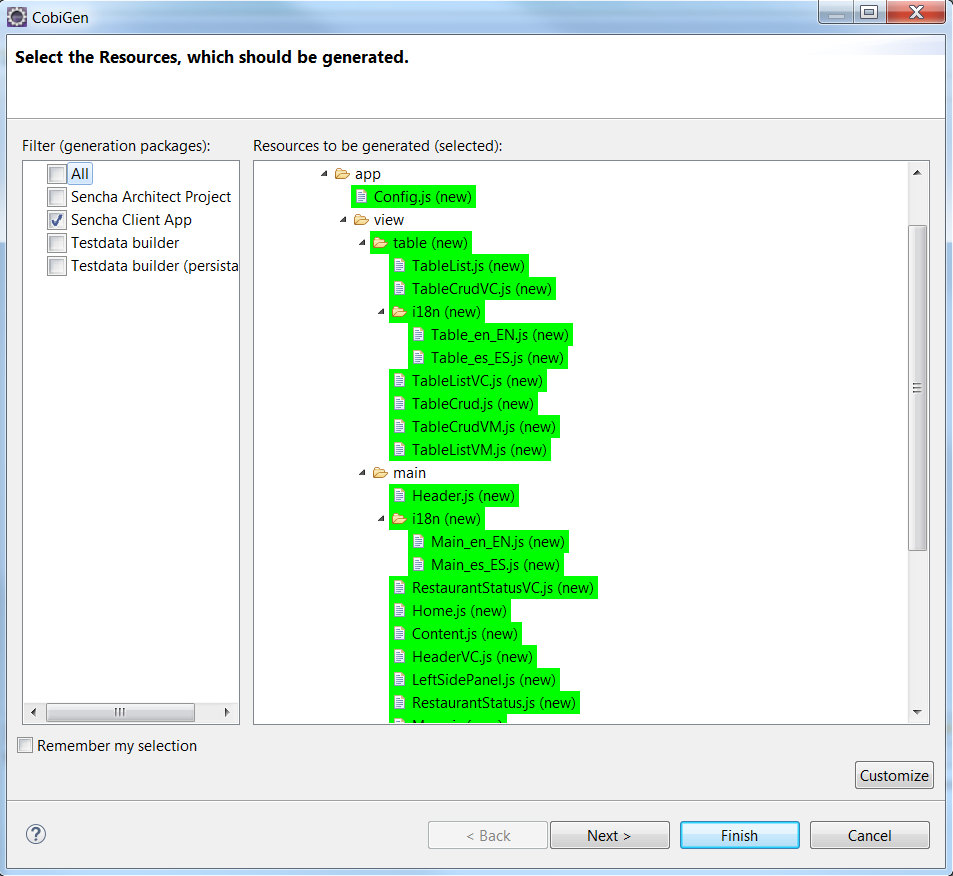 CobiGen
Select the Resources, which should be generated.
Filter (generation packages):
Resources to be generated (selected):
All
Sencha Architect Project
Sencha Client App
Testdata builder
Testdata builder (persista
app
Config.js (new)
view
table (new)
TableList.js (new)
TableCrudVC.js (new)
i18n (new)
Table_en_EN.js (new)
Table_es_ES.js (new)
TableListVC.js (new)
TableCrud.js (new)
TableCrudVM.js (new)
TableListVM.js (new)
main
Header.js (new)
i18n (new)
Main_en_EN.js (new)
Main_es_ES.js (new)
RestaurantStatusVC.js (new)
Home.js (new)
Content.js (new)
HeaderVC.js (new)
LeftSidePanel.js (new)
RestaurantStatus.js (new)
Remember my selection
Customize
?
< Back
Next >
Finish
Cancel